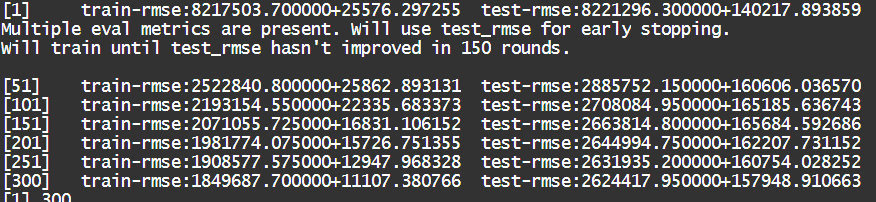 [1]	train-rmse:8217503.700000+25576.297255	test-rmse:8221296.300000+140217.893859
Multiple eval metrics are present. Will use test_rmse for early stopping.
Will train until test_rmse hasn't improved in 150 rounds.

[51]	train-rmse:2522840.800000+25862.893131	test-rmse:2885752.150000+160606.036570
[101]	train-rmse:2193154.550000+22335.683373	test-rmse:2708084.950000+165185.636743
[151]	train-rmse:2071055.725000+16831.106152	test-rmse:2663814.800000+165684.592686
[201]	train-rmse:1981774.075000+15726.751355	test-rmse:2644994.750000+162207.731152
[251]	train-rmse:1908577.575000+12947.968328	test-rmse:2631935.200000+160754.028252
[300]	train-rmse:1849687.700000+11107.380766	test-rmse:2624417.950000+157948.910663
[1] 300